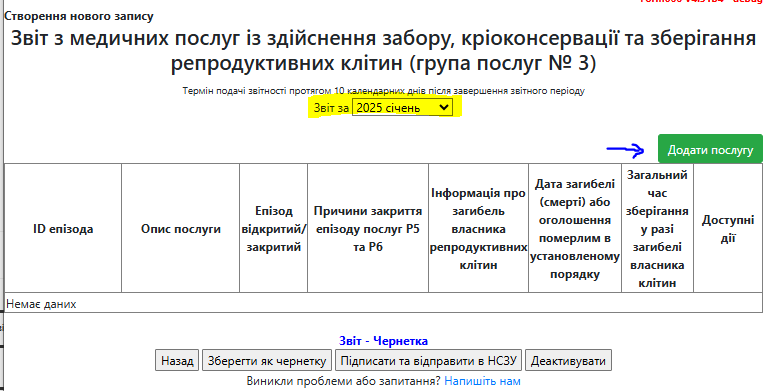 Створення нового запису
Звіт з медичних послуг із здійснення забору, кріоконсервації та зберігання
репродуктивних клітин (група послуг № 3)
Термін подачі звітності протягом 10 календарних днів після завершення звітного періоду
Звіт за 2025 січень
Додати послугу
ID епізода
Опис послуги
Епізод
відкритий/
закритий
Причини закриття
епізоду послуг P5
та P6
Інформація про
загибель
власника
репродуктивних
клітин
Дата загибелі
(смерті) або
оголошення
померлим в
установленому
порядку
Загальний
час
зберігання
у разі
загибелі
власника
клітин
Доступні
дії
Немає даних
Звіт - Чернетка
Назад Зберегти як чернетку Підписати та відправити в НСЗУ Деактивувати
Виникли проблеми або запитання? Напишіть нам